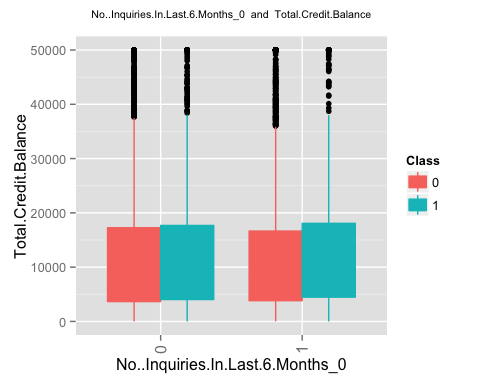 No..Inquiries.In.Last.6.Months_0 and Total.Credit.Balance
50000
40000
30000
20000
10000
0
Total.Credit.Balance
0
1
No..Inquiries.In.Last.6.Months_0
Class
0
1